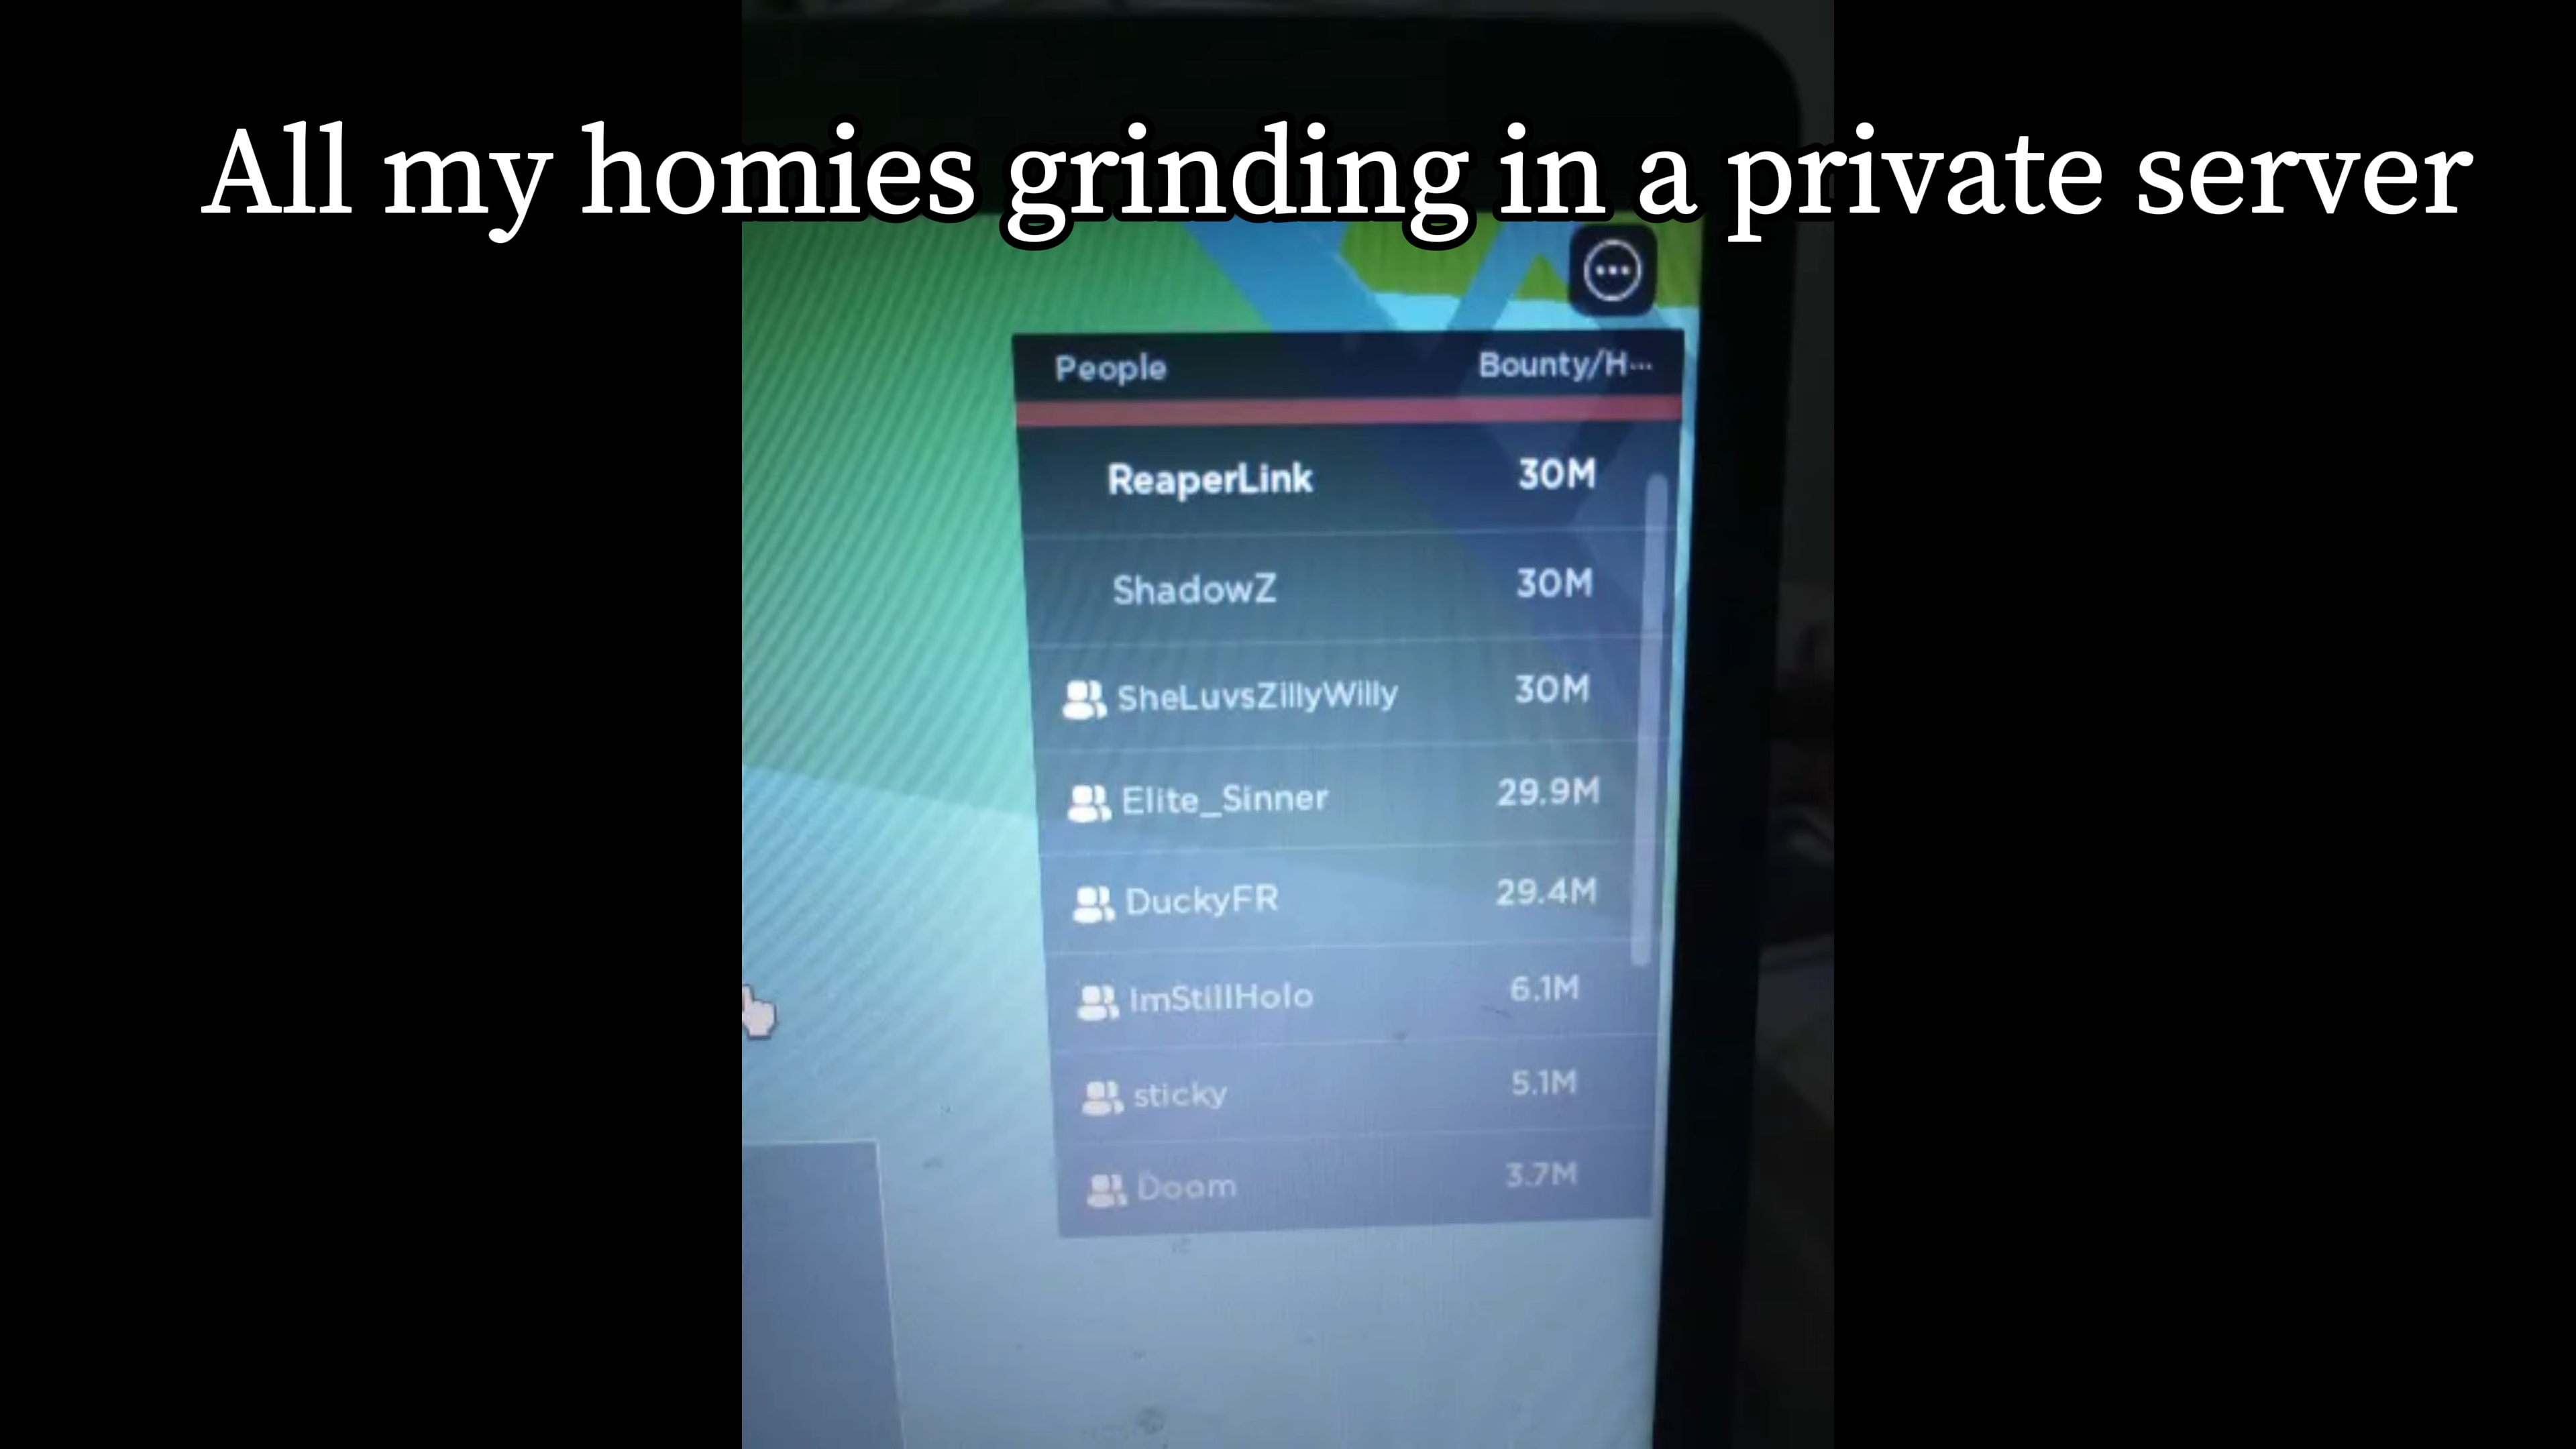 All my homies grinding in a private server
People Bounty/H...
ReaperLink 30M
ShadowZ 30M
SheLuvsZillyWilly 30M
Elite_Sinner 29.9M
DuckyFR 29.4M
ImStillHolo 6.1M
sticky 5.1M
Doom 3.7M